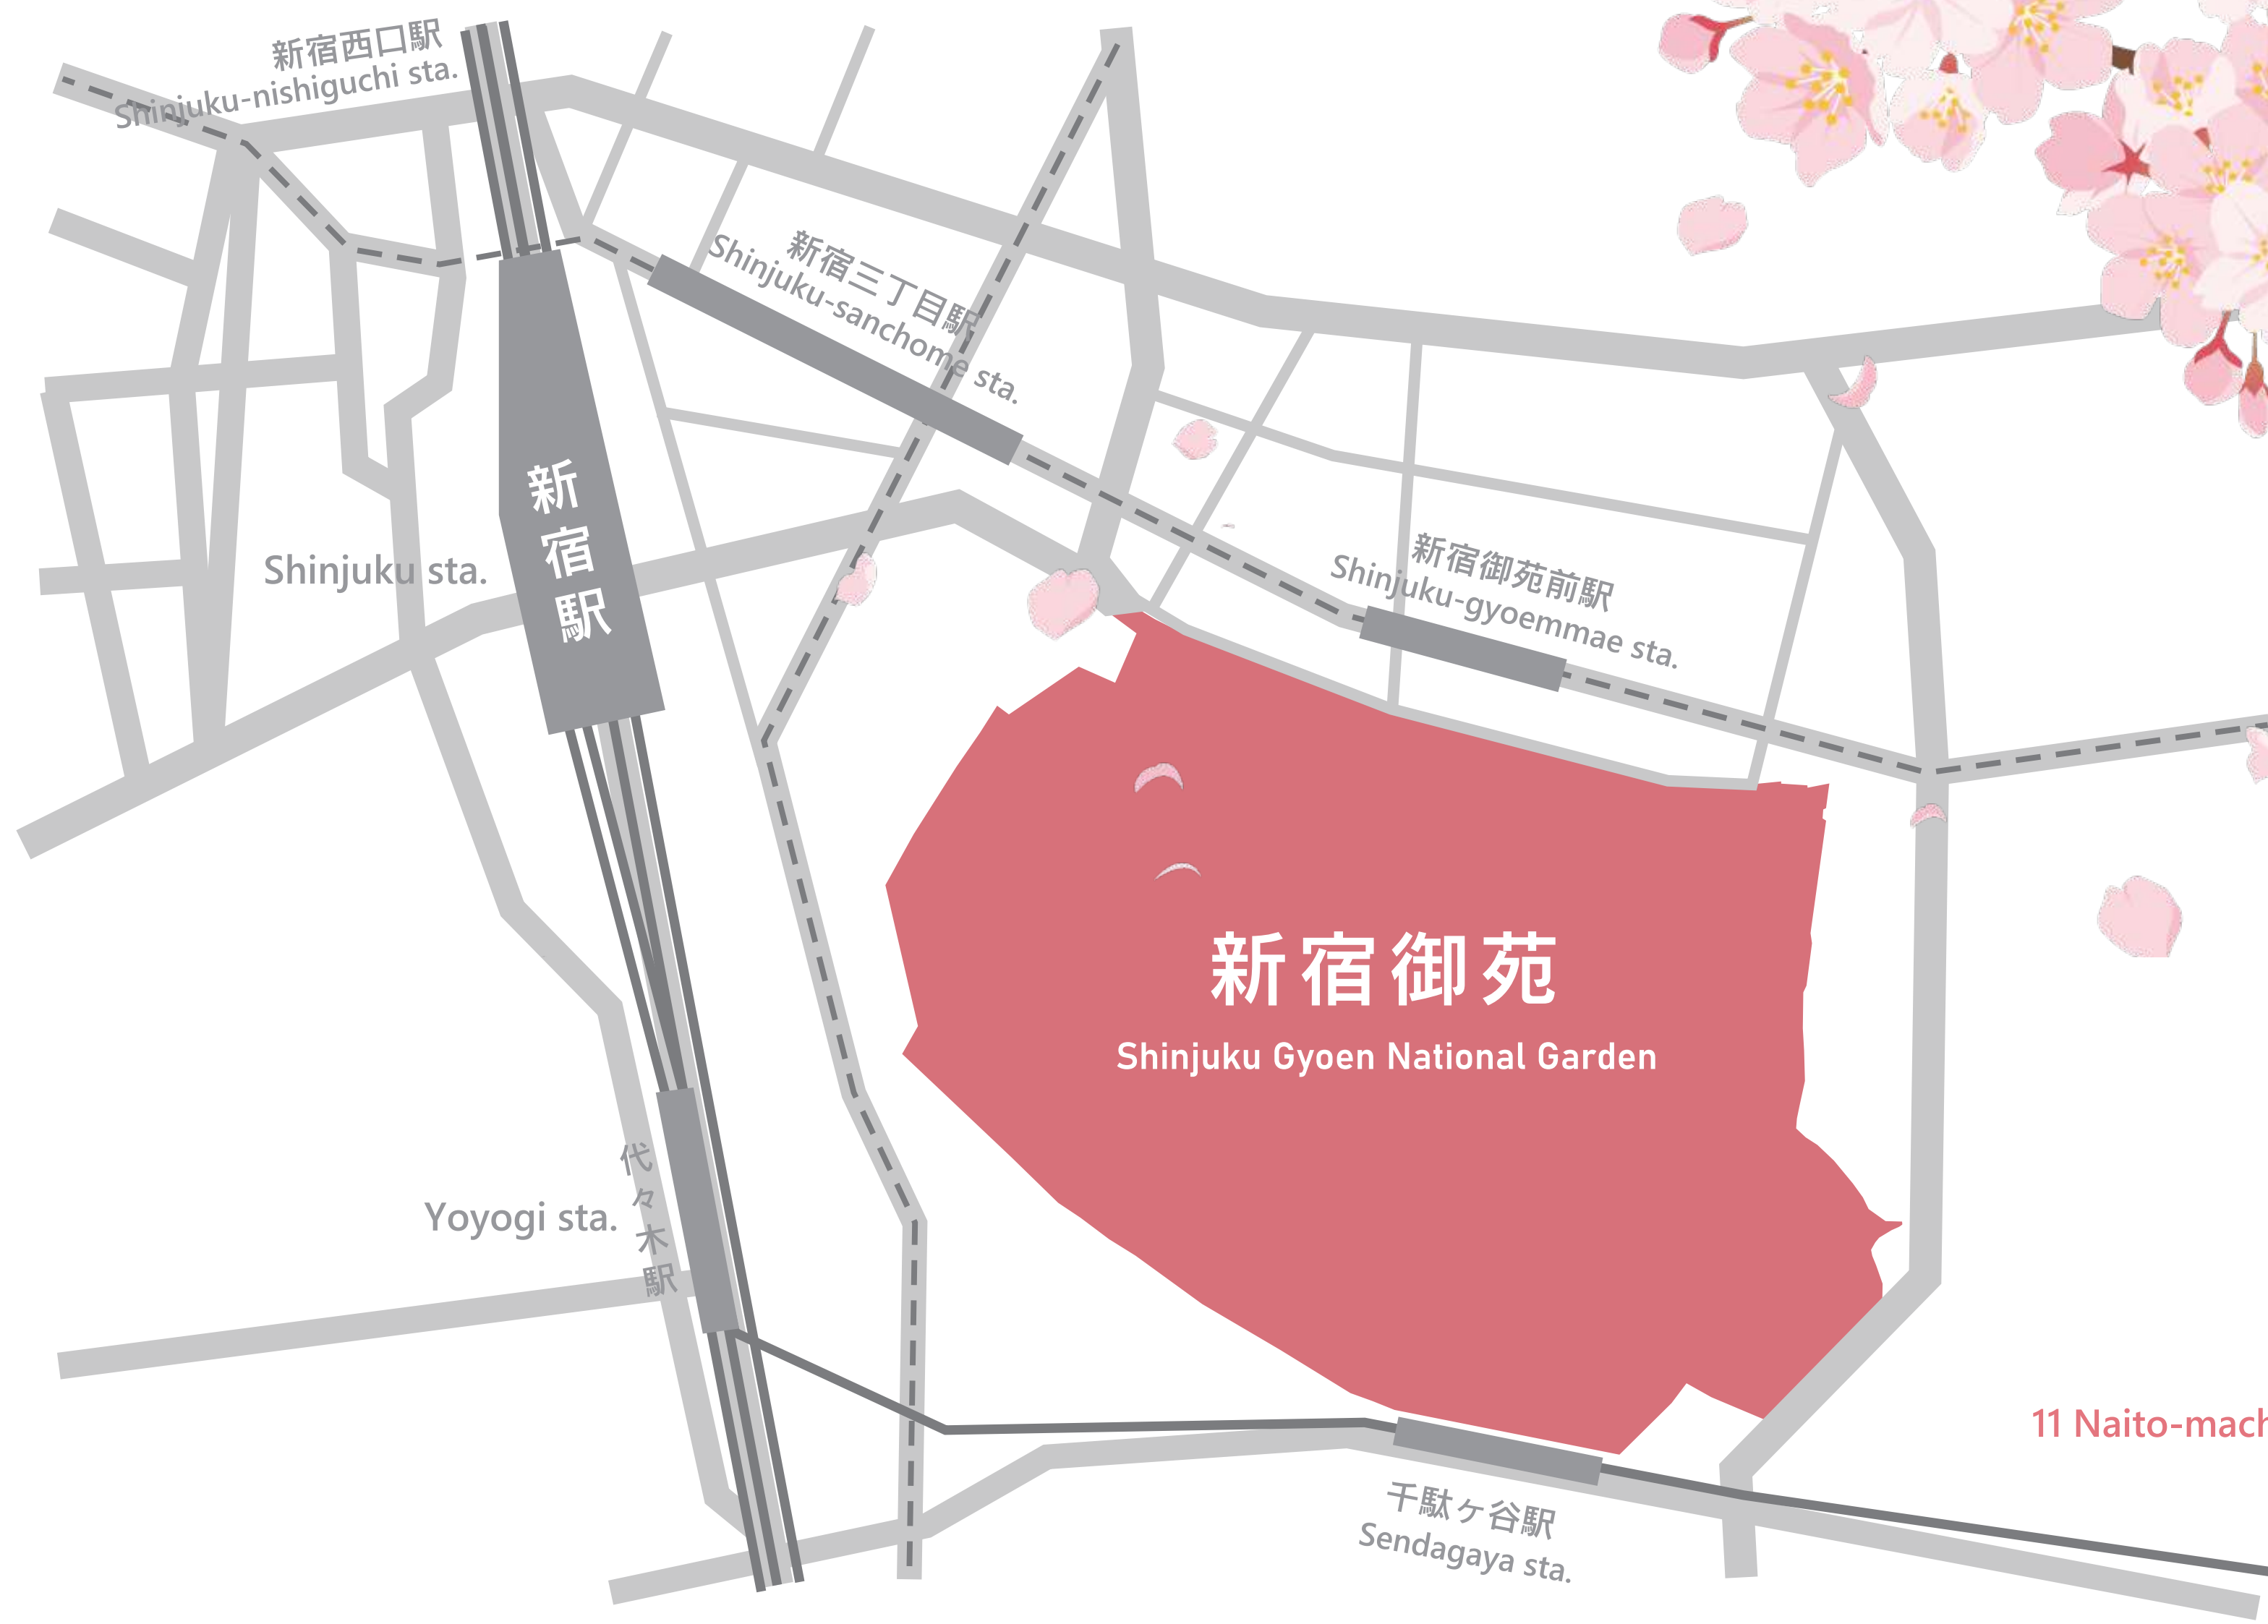 新宿西口駅
Shinjuku-nishiguchi sta.
新宿三丁目駅
Shinjuku-sanchome sta.
新宿駅
Shinjuku sta.
新宿御苑前駅
Shinjuku-gyoemmae sta.
新宿御苑
Shinjuku Gyoen National Garden
代々木駅
Yoyogi sta.
11 Naito-mach
千駄ヶ谷駅
Sendagaya sta.